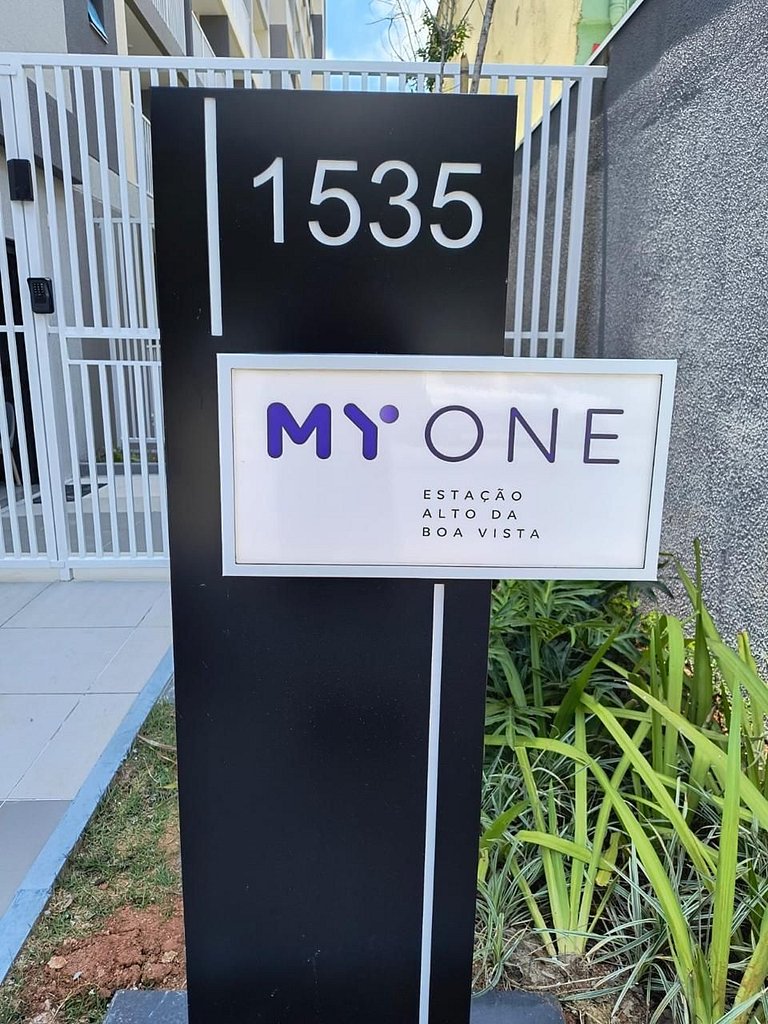 1535
MY ONE
ESTAÇÃO
ALTO DA
BOA VISTA